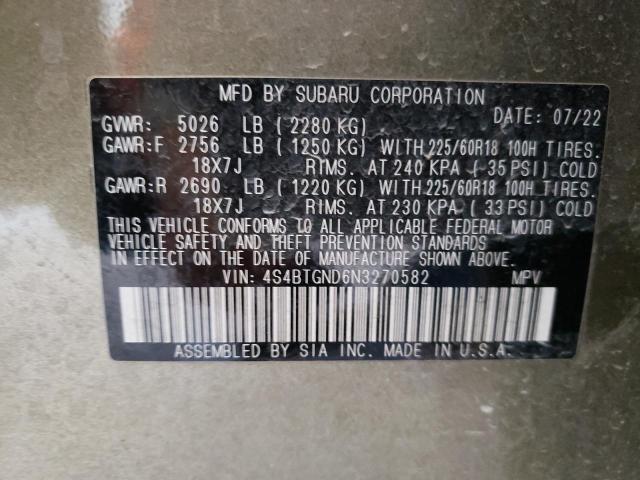 MFD BY SUBARU CORPORATION
DATE: 07/22
GVWR: 5026 LB (2280 KG)
GAWR:F 2756 LB (1250 KG) WITH 225/60R18 100H TIRES.
18X7J RIMS. AT 240 KPA (35 PSI) COLD
GAWR:R 2690 LB (1220 KG) WITH 225/60R18 100H TIRES.
18X7J RIMS. AT 230 KPA (33 PSI) COLD
THIS VEHICLE CONFORMS TO ALL APPLICABLE FEDERAL MOTOR
VEHICLE SAFETY AND THEFT PREVENTION STANDARDS
IN EFFECT ON THE DATE OF MANUFACTURE SHOWN ABOVE.
VIN: 4S4BTGND6N3270582 MPV
ASSEMBLED BY SIA INC. MADE IN U.S.A.